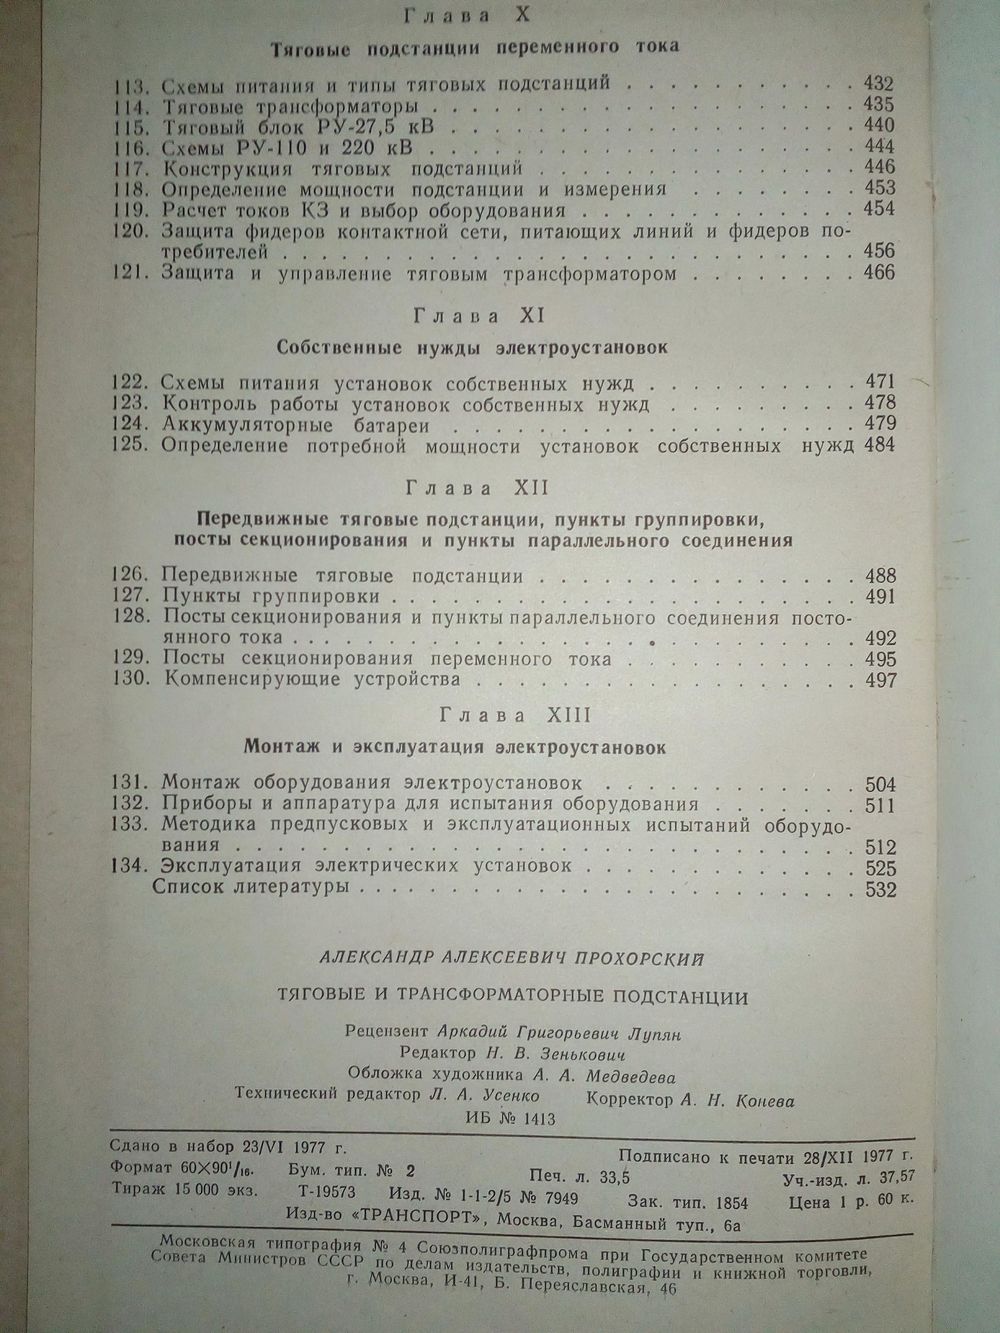 Глава X
Тяговые подстанции переменного тока
113. Схемы питания и типы тяговых подстанций . . . . . . . . . . . . 432
114. Тяговые трансформаторы . . . . . . . . . . . . . . . . . . . 435
115. Тяговый блок РУ-27,5 кВ . . . . . . . . . . . . . . . . . . 440
116. Схемы РУ-110 и 220 кВ . . . . . . . . . . . . . . . . . . . 444
117. Конструкция тяговых подстанций . . . . . . . . . . . . . . . 446
118. Определение мощности подстанции и измерения . . . . . . . . 453
119. Расчет токов КЗ и выбор оборудования . . . . . . . . . . . . . 454
120. Защита фидеров контактной сети, питающих линий и фидеров по-
требителей . . . . . . . . . . . . . . . . . . . . . . . . . . 456
121. Защита и управление тяговым трансформатором . . . . . . . . 466
Глава XI
Собственные нужды электроустановок
122. Схемы питания установок собственных нужд . . . . . . . . . . 471
123. Контроль работы установок собственных нужд . . . . . . . . . 478
124. Аккумуляторные батареи . . . . . . . . . . . . . . . . . . 479
125. Определение потребной мощности установок собственных нужд 484
Глава XII
Передвижные тяговые подстанции, пункты группировки,
посты секционирования и пункты параллельного соединения
126. Передвижные тяговые подстанции . . . . . . . . . . . . . . . 488
127. Пункты группировки . . . . . . . . . . . . . . . . . . . . . 491
128. Посты секционирования и пункты параллельного соединения посто-
янного тока . . . . . . . . . . . . . . . . . . . . . . . . . 492
129. Посты секционирования переменного тока . . . . . . . . . . . 495
130. Компенсирующие устройства . . . . . . . . . . . . . . . . . 497
Глава XIII
Монтаж и эксплуатация электроустановок
131. Монтаж оборудования электроустановок . . . . . . . . . . . . 504
132. Приборы и аппаратура для испытания оборудования . . . . . . . 511
133. Методика предпусковых и эксплуатационных испытаний оборудо-
вания . . . . . . . . . . . . . . . . . . . . . . . . . . . . 512
134. Эксплуатация электрических установок . . . . . . . . . . . . . 525
Список литературы . . . . . . . . . . . . . . . . . . . . . . . 532
АЛЕКСАНДР АЛЕКСЕЕВИЧ ПРОХОРСКИЙ
ТЯГОВЫЕ И ТРАНСФОРМАТОРНЫЕ ПОДСТАНЦИИ
Рецензент Аркадий Григорьевич Лупян
Редактор Н. В. Зенькович
Обложка художника А. А. Медведева
Технический редактор Л. А. Усенко Корректор А. Н. Конева
ИБ № 1413
Сдано в набор 23/VI 1977 г. Подписано к печати 28/XII 1977 г.
Формат 60×90¹/₁₆. Бум. тип. № 2 Печ. л. 33,5 Уч.-изд. л. 37,57
Тираж 15 000 экз. Т-19573 Изд. № 1-1-2/5 № 7949 Зак. тип. 1854 Цена 1 р. 60 к.
Изд-во «ТРАНСПОРТ», Москва, Басманный туп., 6а
Московская типография № 4 Союзполиграфпрома при Государственном комитете
Совета Министров СССР по делам издательств, полиграфии и книжной торговли,
г. Москва, И-41, Б. Переяславская, 46